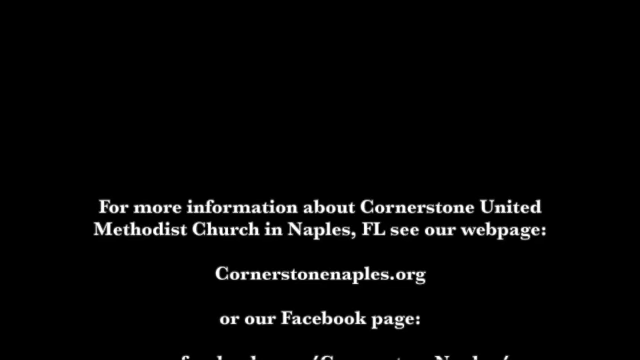 For more information about Cornerstone United
Methodist Church in Naples, FL see our webpage:
Cornerstonenaples.org
or our Facebook page: